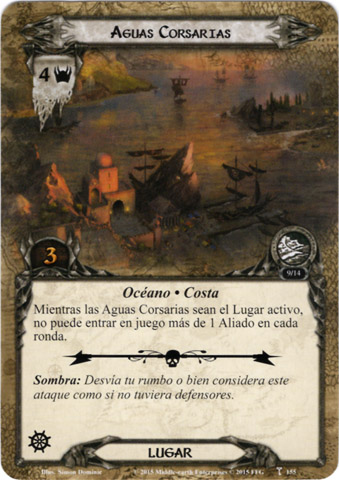 Aguas Corsarias
4
3
9/14
Océano • Costa
Mientras las Aguas Corsarias sean el Lugar activo,
no puede entrar en juego más de 1 Aliado en cada
ronda.
Sombra: Desvía tu rumbo o bien considera este
ataque como si no tuviera defensores.
LUGAR
Ilus. Simon Dominic © 2015 Middle-earth Enterprises © 2015 FFG 155